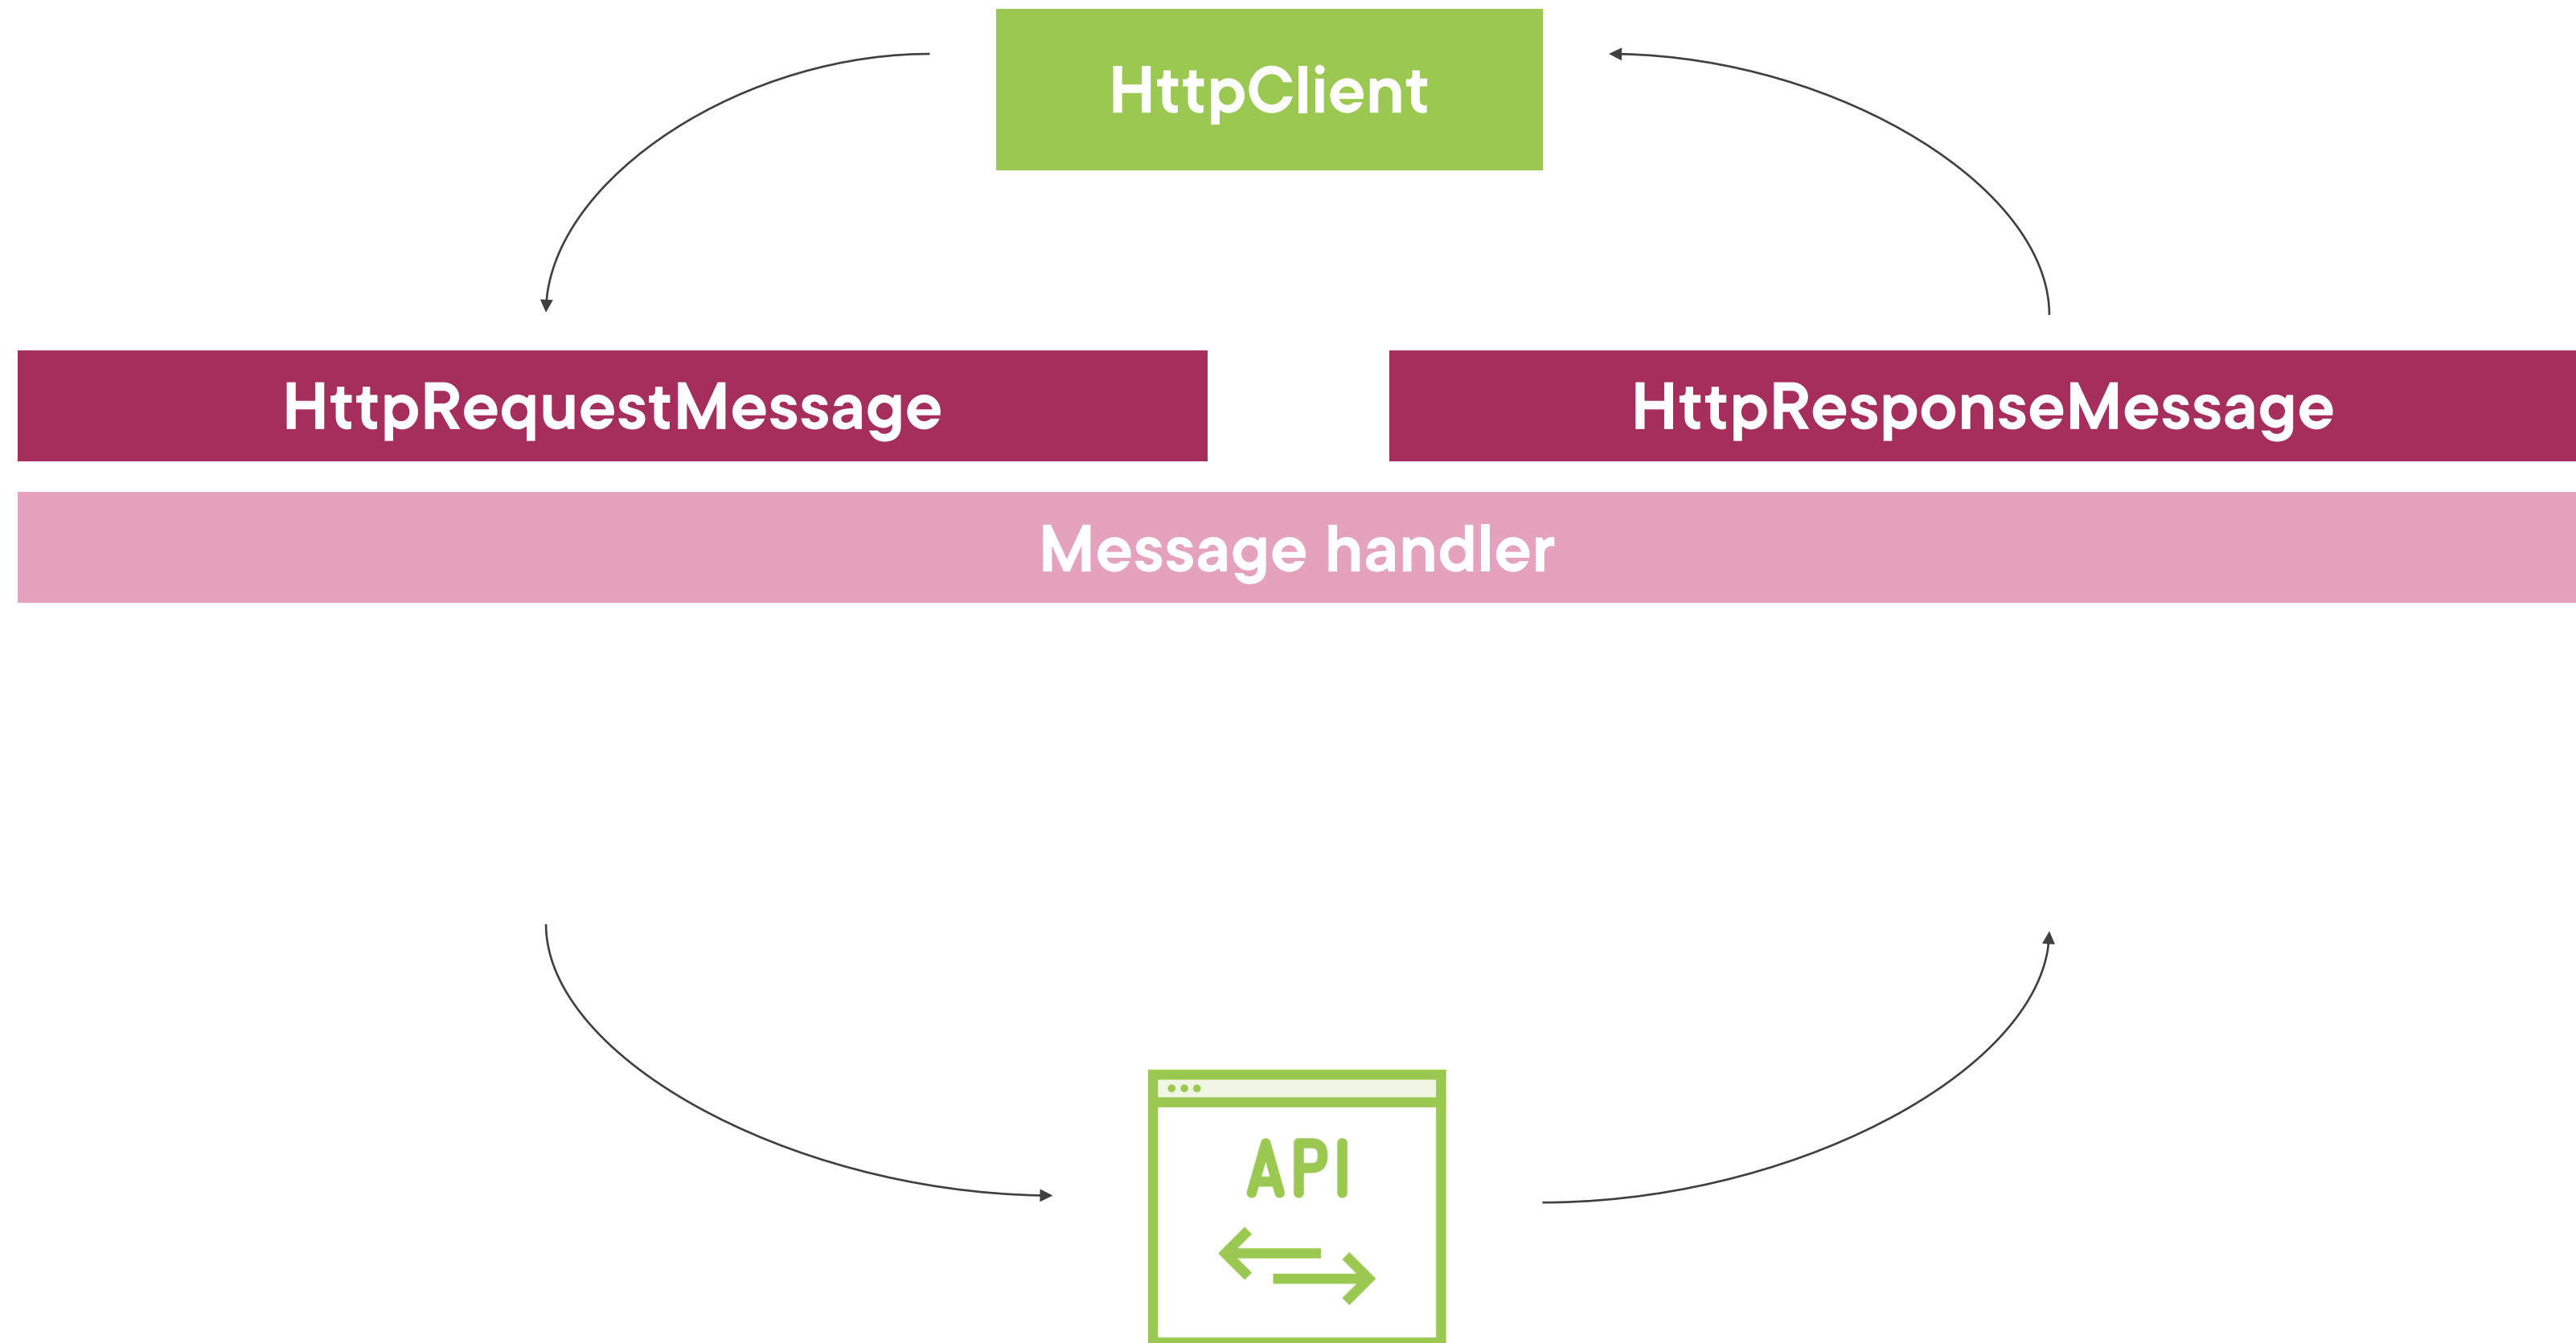 HttpClient
HttpRequestMessage
HttpResponseMessage
Message handler
API